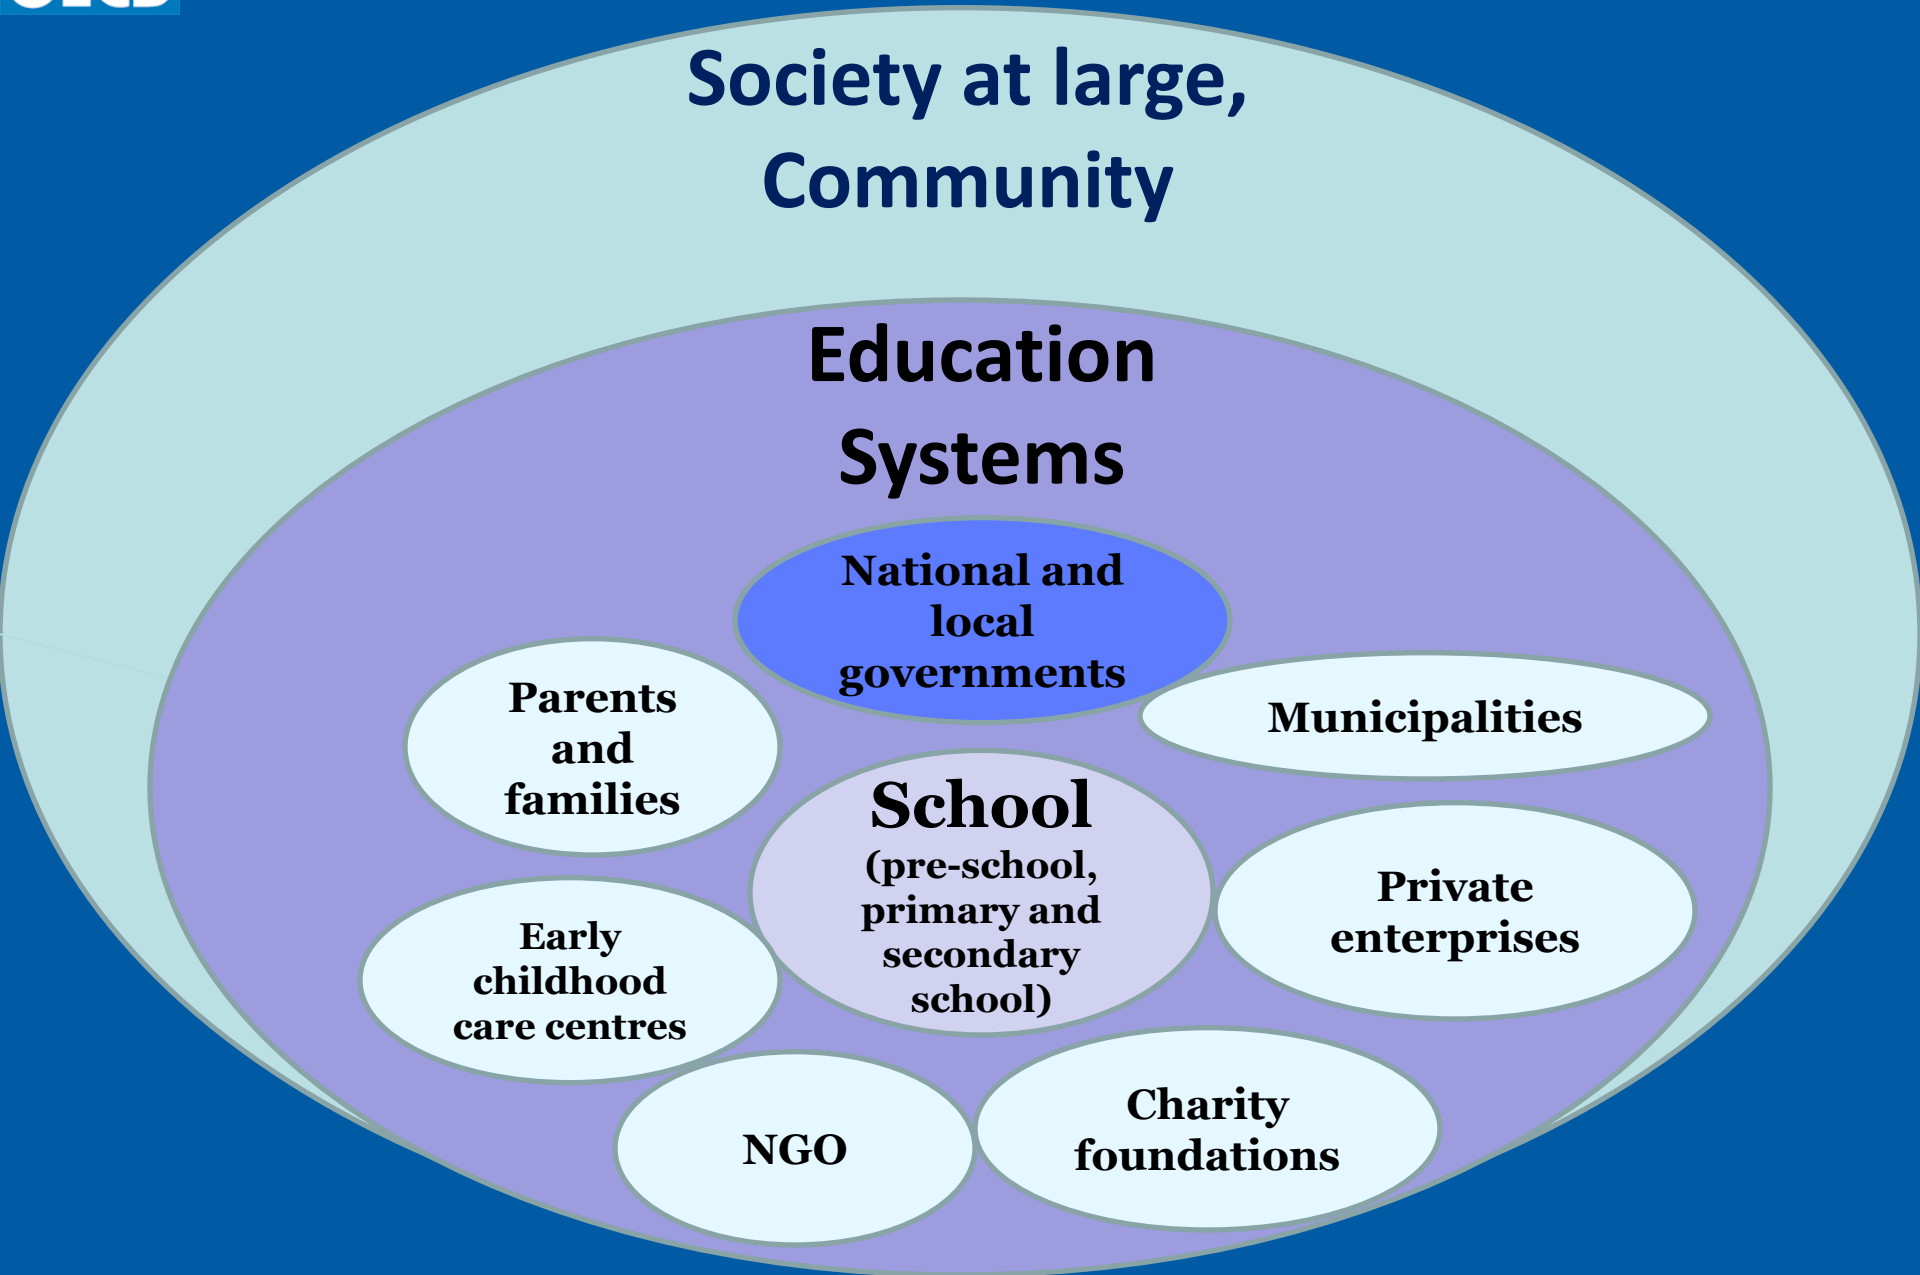 Society at large,
Community
Education
Systems
National and
local
governments
Parents
and
families
Municipalities
School
(pre-school,
primary and
secondary
school)
Private
enterprises
Early
childhood
care centres
NGO
Charity
foundations